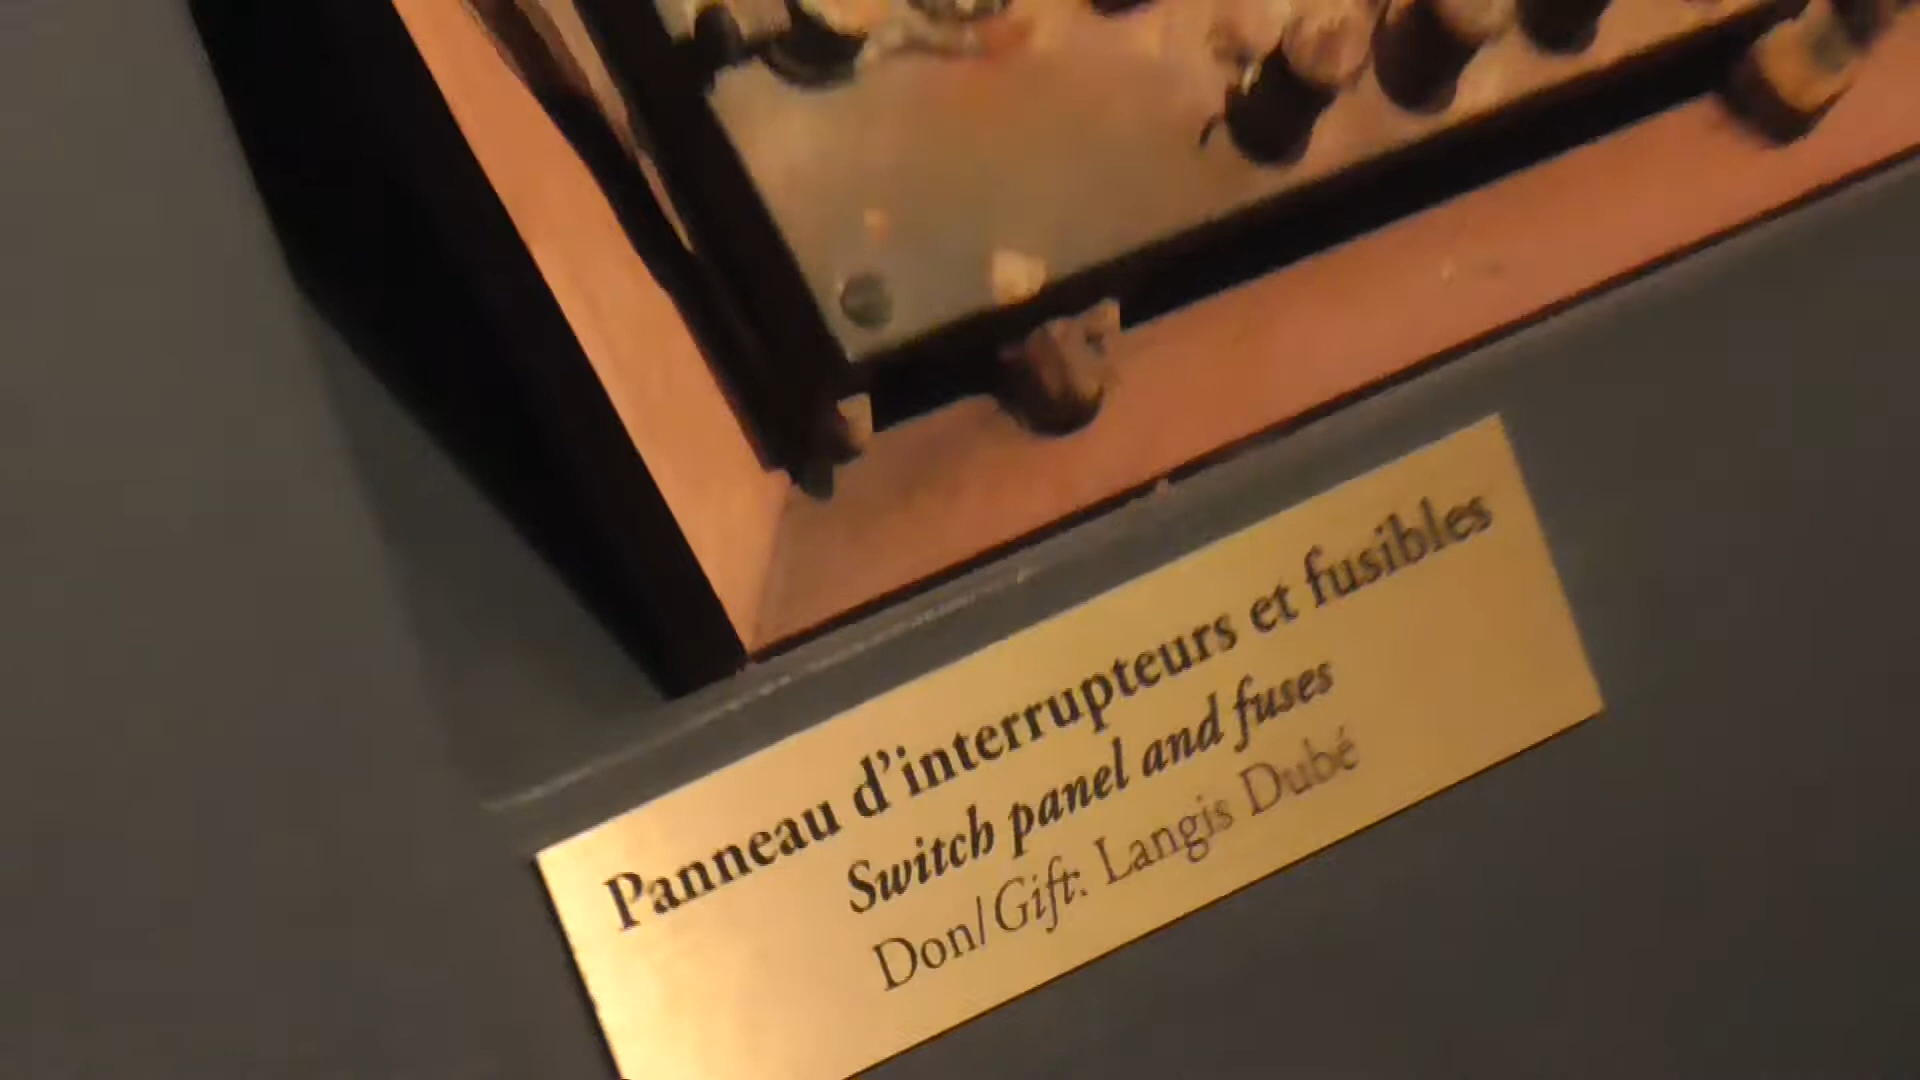 Panneau d'interrupteurs et fusibles
Switch panel and fuses
Don/Gift: Langis Dubé